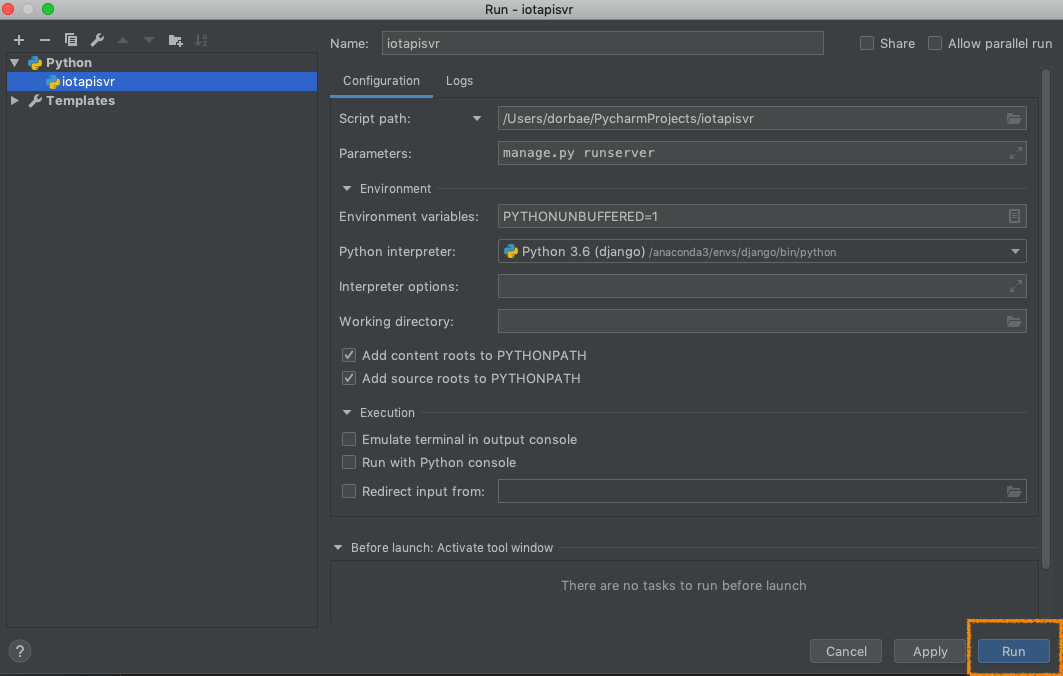 Run - iotapisvr
Name: iotapisvr Share Allow parallel run
Python
iotapisvr
Templates
Configuration Logs
Script path: /Users/dorbae/PycharmProjects/iotapisvr
Parameters: manage.py runserver
Environment
Environment variables: PYTHONUNBUFFERED=1
Python interpreter: Python 3.6 (django) /anaconda3/envs/django/bin/python
Interpreter options:
Working directory:
Add content roots to PYTHONPATH
Add source roots to PYTHONPATH
Execution
Emulate terminal in output console
Run with Python console
Redirect input from:
Before launch: Activate tool window
There are no tasks to run before launch
? Cancel Apply Run